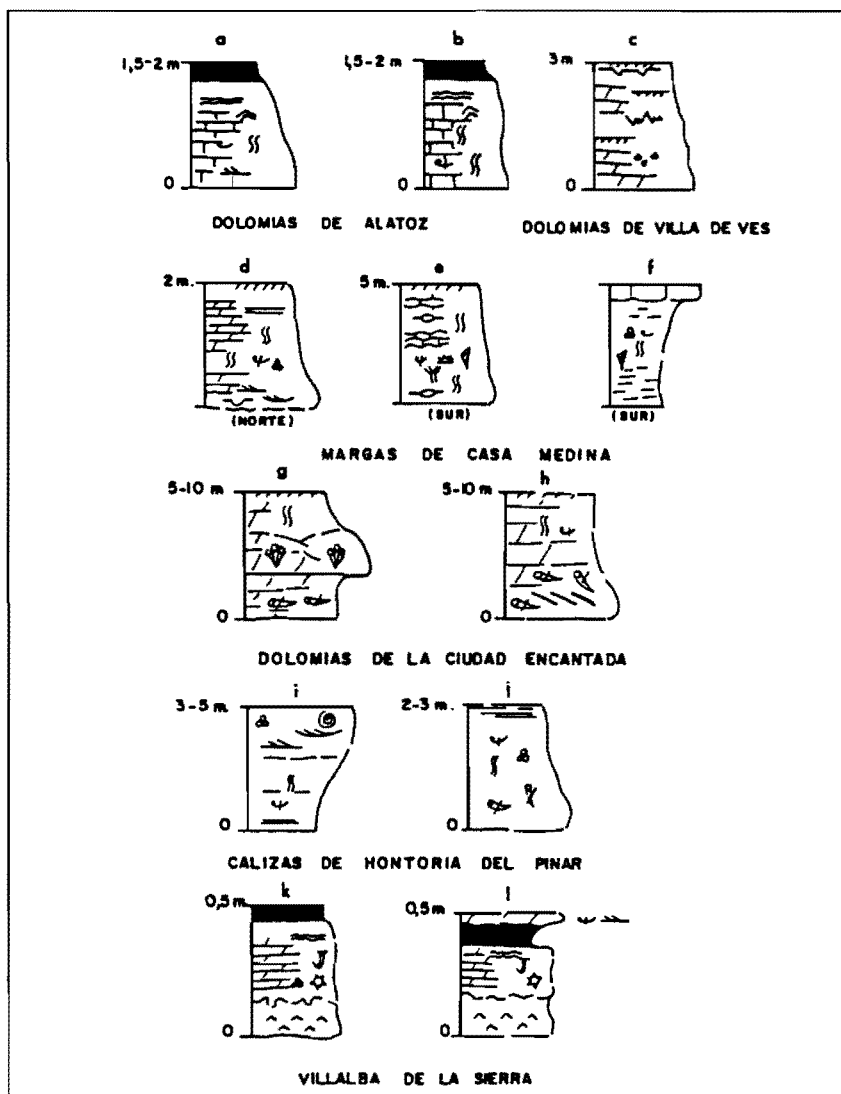 a b c
1,5-2 m 1,5-2 m 3 m
0 0 0
DOLOMIAS DE ALATOZ DOLOMIAS DE VILLA DE VES
d e f
2 m. 5 m.
(NORTE) (SUR) (SUR)
MARGAS DE CASA MEDINA
g h
5-10 m 5-10 m
0 0
DOLOMIAS DE LA CIUDAD ENCANTADA
i j
3-5 m. 2-3 m.
0 0
CALIZAS DE HONTORIA DEL PINAR
k l
0,5 m. 0,5 m
0 0
VILLALBA DE LA SIERRA